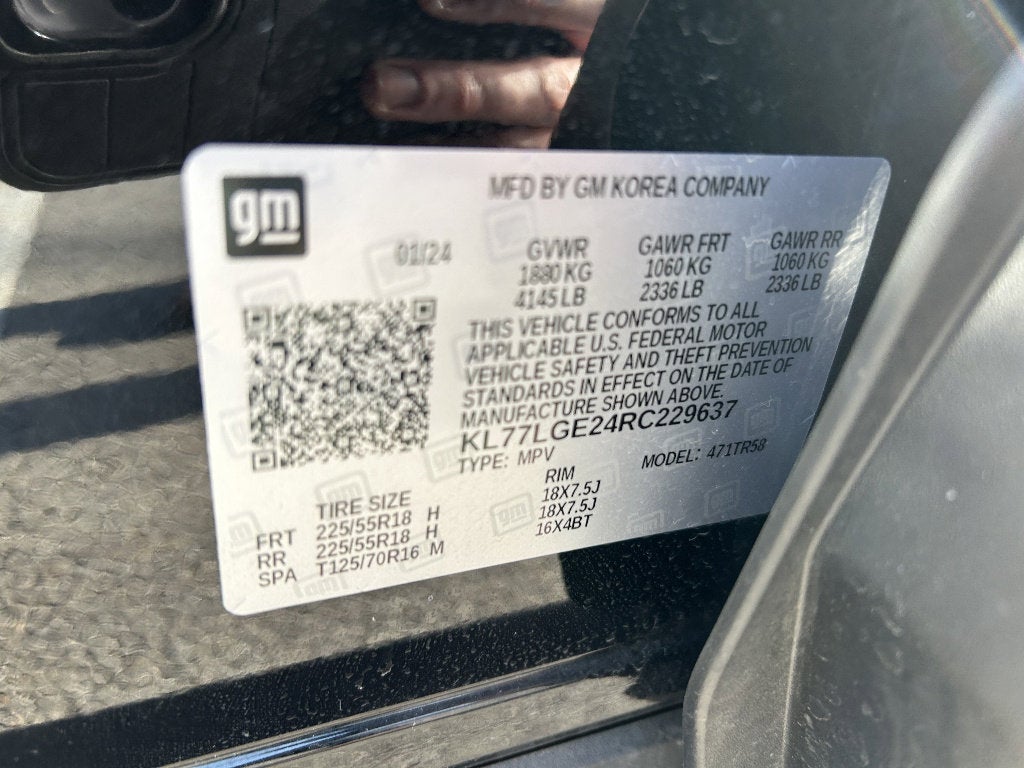 gm
MFD BY GM KOREA COMPANY
01/24
GVWR GAWR FRT GAWR RR
1880 KG 1060 KG 1060 KG
4145 LB 2336 LB 2336 LB
THIS VEHICLE CONFORMS TO ALL
APPLICABLE U.S. FEDERAL MOTOR
VEHICLE SAFETY AND THEFT PREVENTION
STANDARDS IN EFFECT ON THE DATE OF
MANUFACTURE SHOWN ABOVE.
KL77LGE24RC229637
TYPE: MPV MODEL: 471TR58
TIRE SIZE RIM
FRT 225/55R18 H 18X7.5J
RR 225/55R18 H 18X7.5J
SPA T125/70R16 M 16X4BT